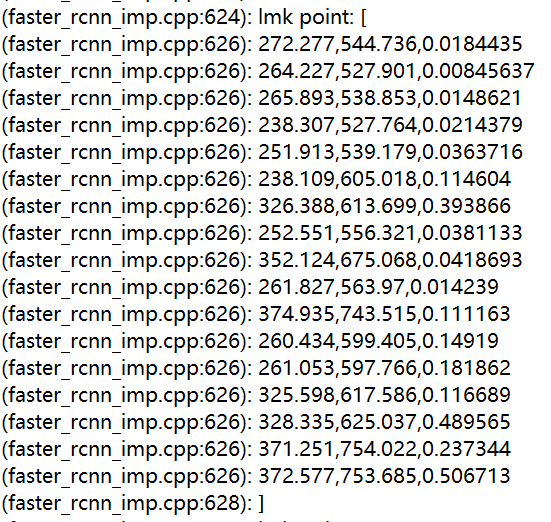 (faster_rcnn_imp.cpp:624): lmk point: [
(faster_rcnn_imp.cpp:626): 272.277,544.736,0.0184435
(faster_rcnn_imp.cpp:626): 264.227,527.901,0.00845637
(faster_rcnn_imp.cpp:626): 265.893,538.853,0.0148621
(faster_rcnn_imp.cpp:626): 238.307,527.764,0.0214379
(faster_rcnn_imp.cpp:626): 251.913,539.179,0.0363716
(faster_rcnn_imp.cpp:626): 238.109,605.018,0.114604
(faster_rcnn_imp.cpp:626): 326.388,613.699,0.393866
(faster_rcnn_imp.cpp:626): 252.551,556.321,0.0381133
(faster_rcnn_imp.cpp:626): 352.124,675.068,0.0418693
(faster_rcnn_imp.cpp:626): 261.827,563.97,0.014239
(faster_rcnn_imp.cpp:626): 374.935,743.515,0.111163
(faster_rcnn_imp.cpp:626): 260.434,599.405,0.14919
(faster_rcnn_imp.cpp:626): 261.053,597.766,0.181862
(faster_rcnn_imp.cpp:626): 325.598,617.586,0.116689
(faster_rcnn_imp.cpp:626): 328.335,625.037,0.489565
(faster_rcnn_imp.cpp:626): 371.251,754.022,0.237344
(faster_rcnn_imp.cpp:626): 372.577,753.685,0.506713
(faster_rcnn_imp.cpp:628): ]